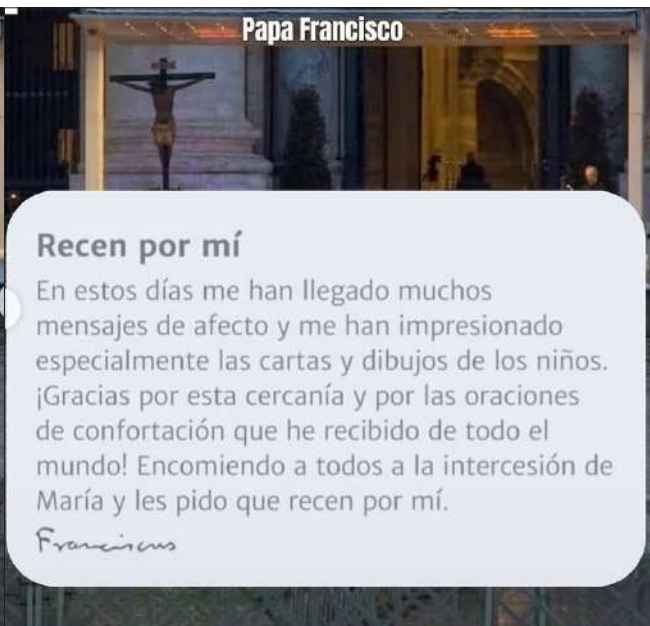 Papa Francisco
Recen por mí
En estos días me han llegado muchos
mensajes de afecto y me han impresionado
especialmente las cartas y dibujos de los niños.
¡Gracias por esta cercanía y por las oraciones
de confortación que he recibido de todo el
mundo! Encomiendo a todos a la intercesión de
María y les pido que recen por mí.
Franciscus